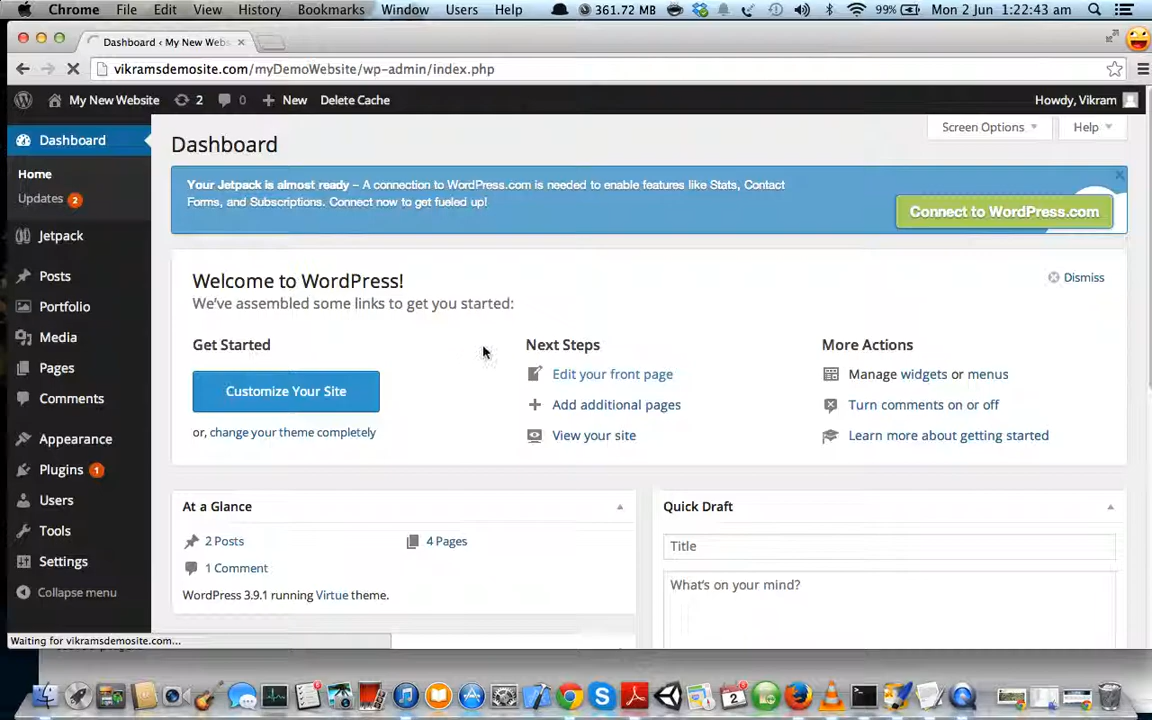 Chrome File Edit View History Bookmarks Window Users Help 361.72 MB 99% Mon 2 Jun 1:22:43 am
Dashboard ‹ My New Webs
vikramsdemosite.com/myDemoWebsite/wp-admin/index.php
My New Website 2 0 New Delete Cache Howdy, Vikram
Dashboard
Home
Updates 2
Jetpack
Posts
Portfolio
Media
Pages
Comments
Appearance
Plugins 1
Users
Tools
Settings
Collapse menu
Screen Options Help
Dashboard
Your Jetpack is almost ready – A connection to WordPress.com is needed to enable features like Stats, Contact
Forms, and Subscriptions. Connect now to get fueled up!
Connect to WordPress.com
Welcome to WordPress!
Dismiss
We've assembled some links to get you started:
Get Started
Customize Your Site
or, change your theme completely
Next Steps
Edit your front page
Add additional pages
View your site
More Actions
Manage widgets or menus
Turn comments on or off
Learn more about getting started
At a Glance
2 Posts 4 Pages
1 Comment
WordPress 3.9.1 running Virtue theme.
Quick Draft
Title
What's on your mind?
Waiting for vikramsdemosite.com...